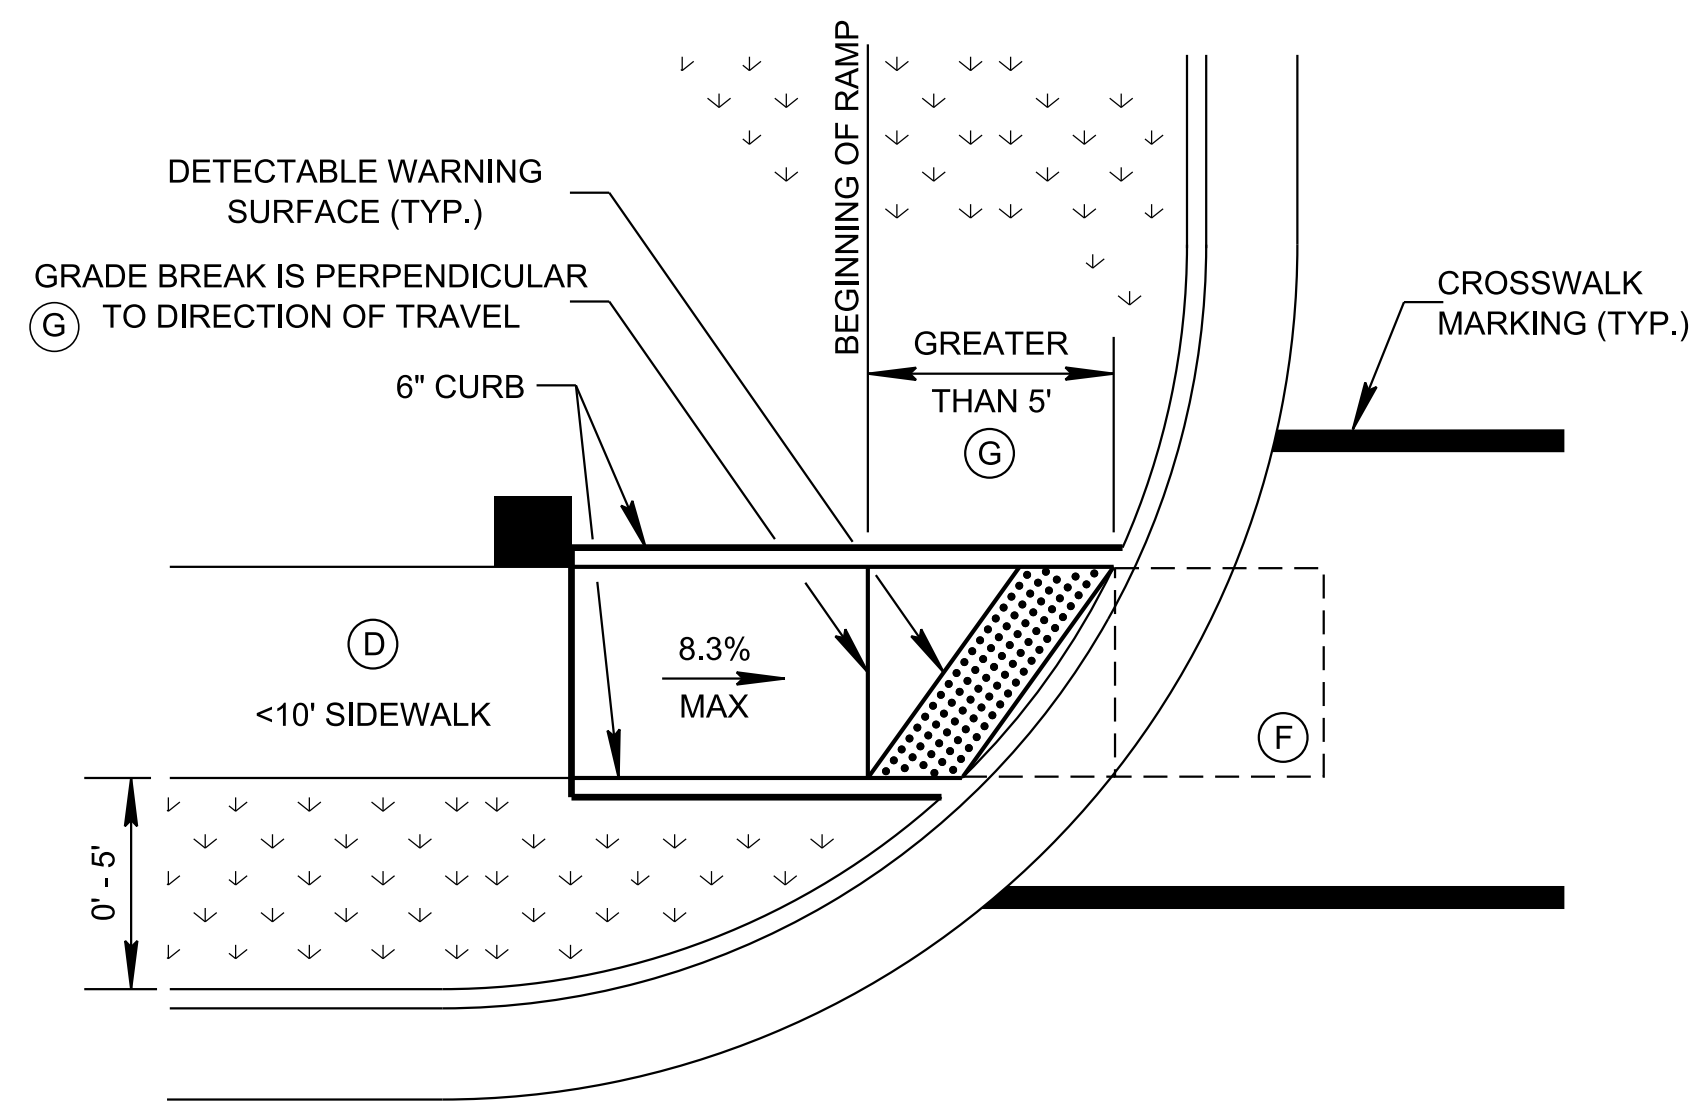 BEGINNING OF RAMP
DETECTABLE WARNING
SURFACE (TYP.)
GRADE BREAK IS PERPENDICULAR
G TO DIRECTION OF TRAVEL
6" CURB
GREATER
THAN 5'
G
CROSSWALK
MARKING (TYP.)
D
<10' SIDEWALK
8.3%
MAX
F
0' - 5'